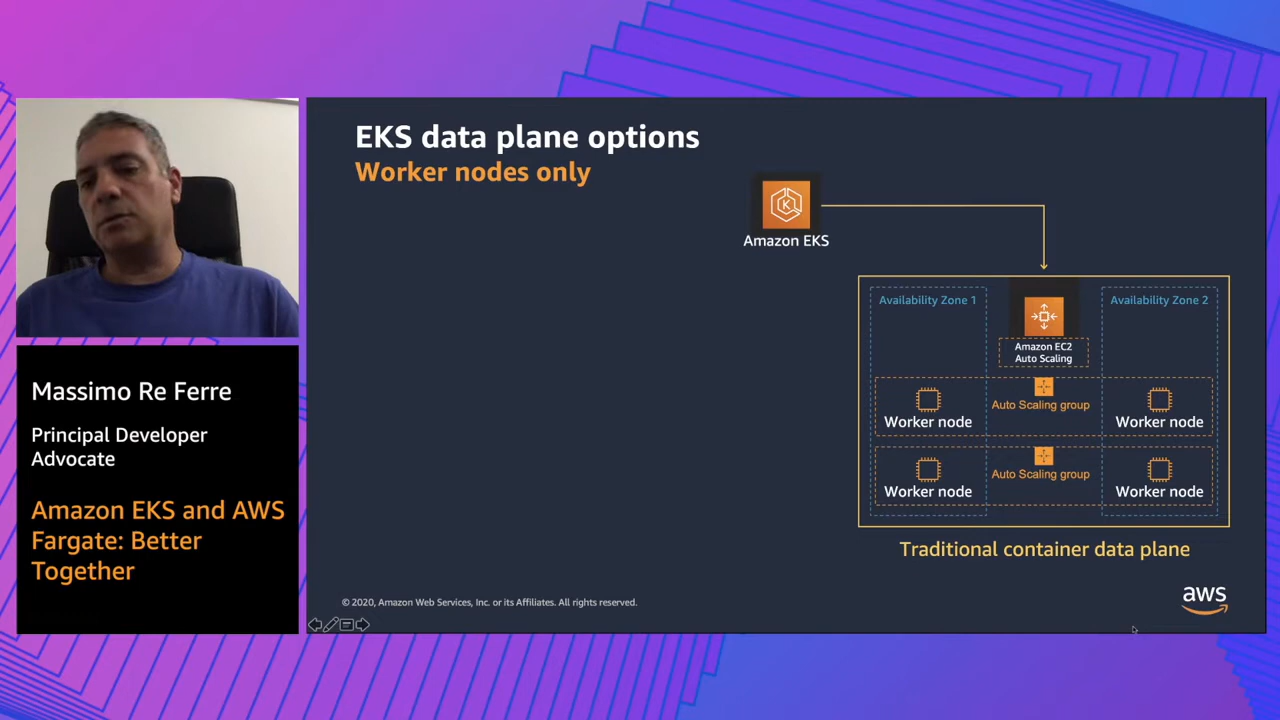 EKS data plane options
Worker nodes only
Amazon EKS
Availability Zone 1
Availability Zone 2
Amazon EC2
Auto Scaling
Auto Scaling group
Worker node
Worker node
Auto Scaling group
Worker node
Worker node
Traditional container data plane
© 2020, Amazon Web Services, Inc. or its Affiliates. All rights reserved.
aws
Massimo Re Ferre
Principal Developer
Advocate
Amazon EKS and AWS
Fargate: Better
Together